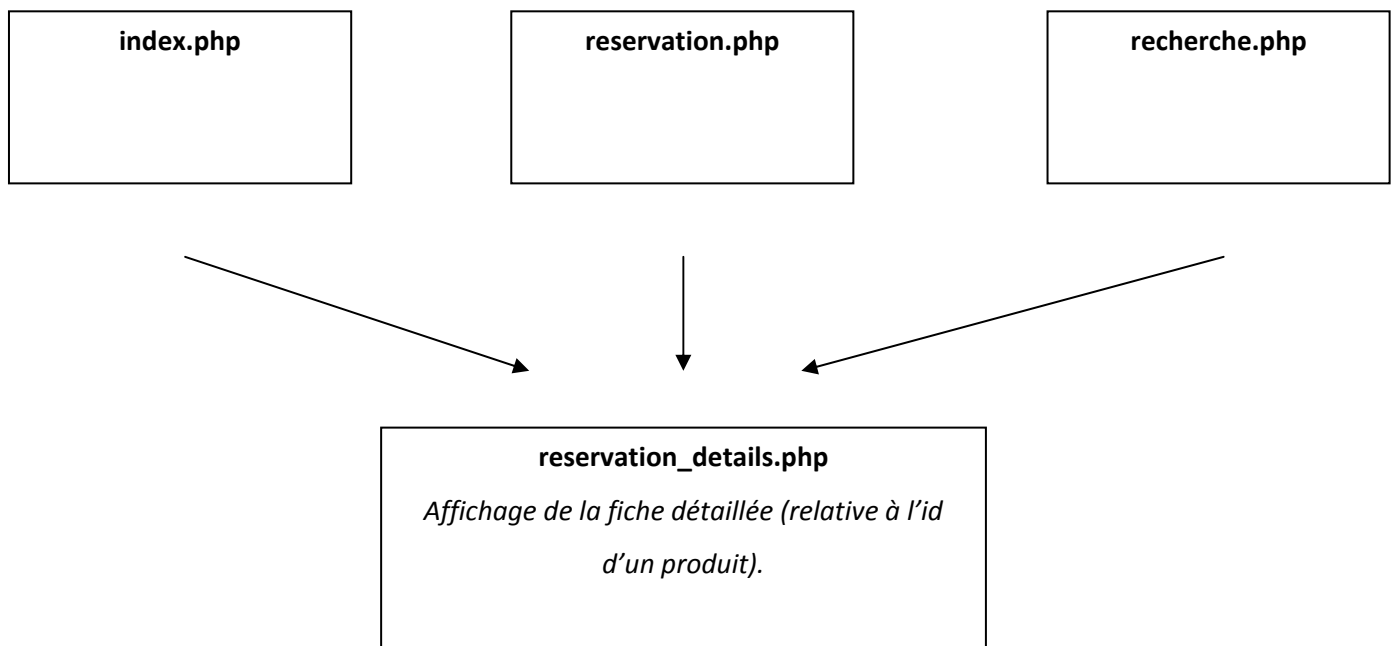 index.php
reservation.php
recherche.php
reservation_details.php
Affichage de la fiche détaillée (relative à l’id
d’un produit).